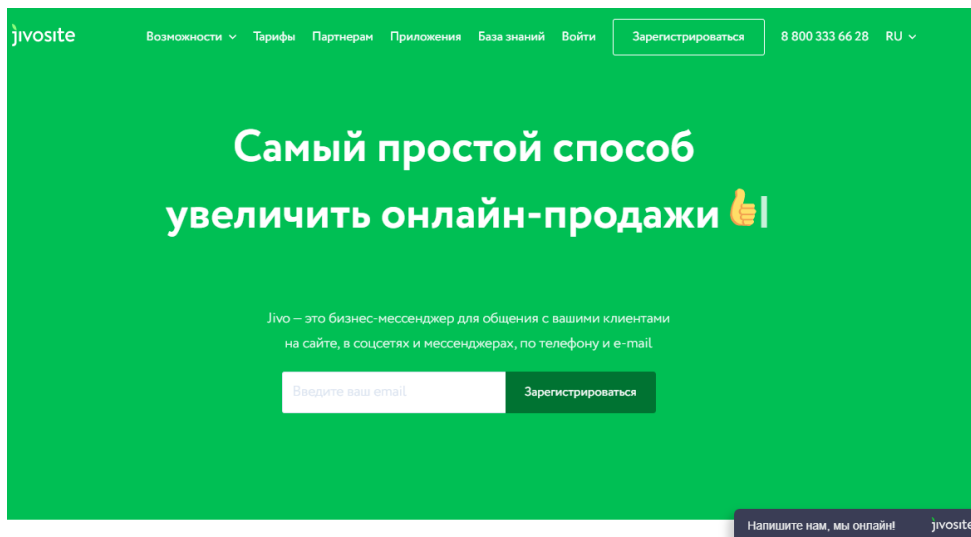 jivosite Возможности Тарифы Партнерам Приложения База знаний Войти Зарегистрироваться 8 800 333 66 28 RU
Самый простой способ
увеличить онлайн-продажи 👍
Jivo – это бизнес-мессенджер для общения с вашими клиентами
на сайте, в соцсетях и мессенджерах, по телефону и e-mail
Введите ваш email Зарегистрироваться
Напишите нам, мы онлайн! jivosite